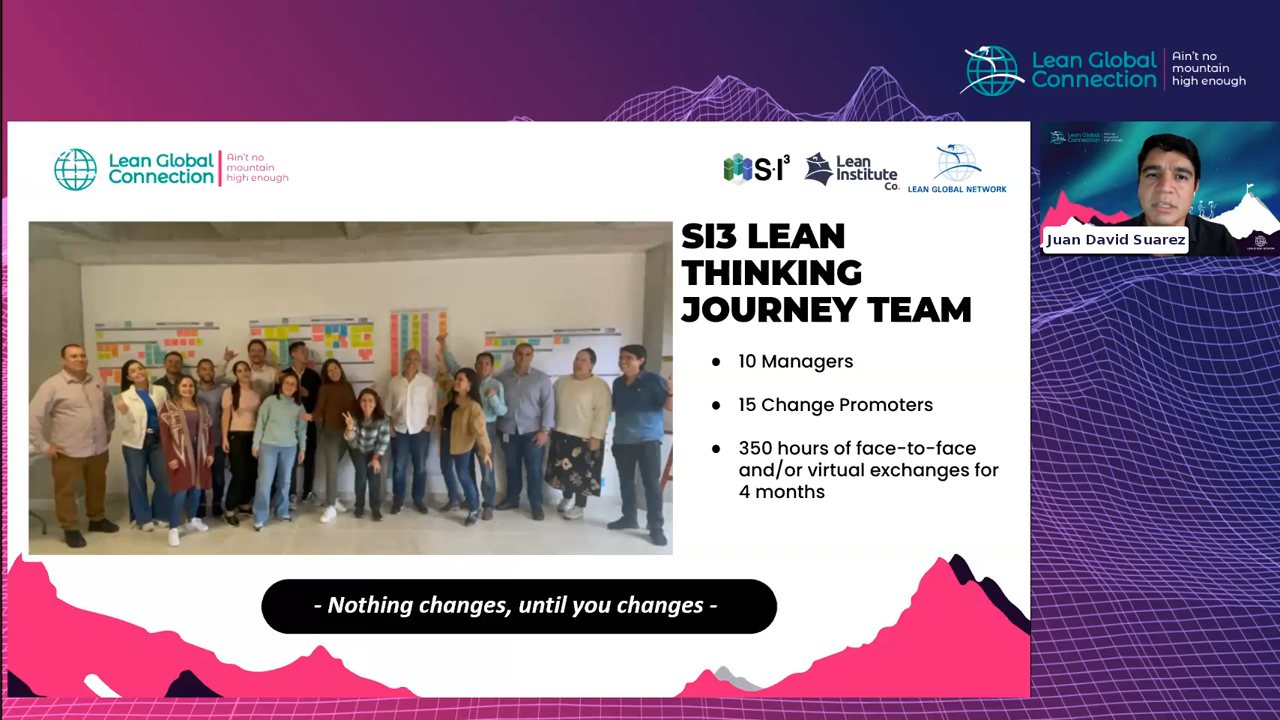 Lean Global
Connection
Ain't no
mountain
high enough
Lean Global
Connection
Ain't no
mountain
high enough
S·I³
Lean
Institute
Co.
LEAN GLOBAL NETWORK
Juan David Suarez
SI3 LEAN
THINKING
JOURNEY TEAM
● 10 Managers
● 15 Change Promoters
● 350 hours of face-to-face
and/or virtual exchanges for
4 months
- Nothing changes, until you changes -